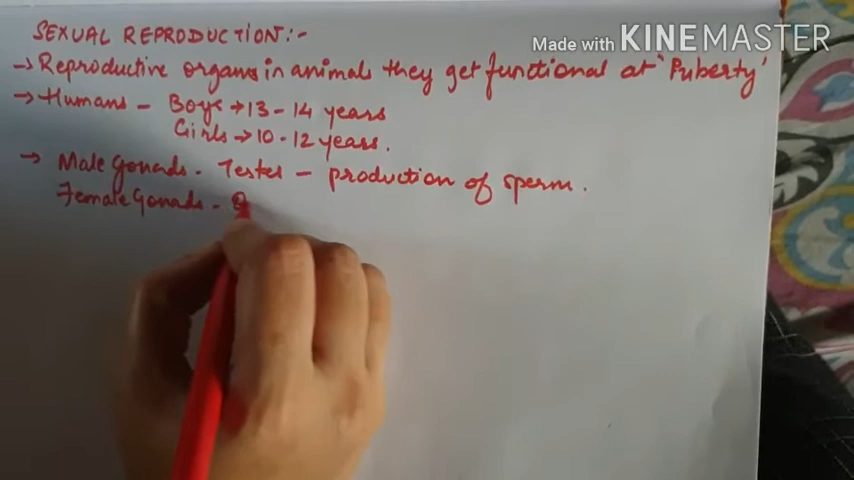 SEXUAL REPRODUCTION:-
Made with KINEMASTER
→ Reproductive organs in animals they get functional at 'Puberty'
→ Humans - Boys → 13 - 14 years
Girls → 10 - 12 years.
→ Male Gonads - Testes - production of sperm.
Female Gonads - O